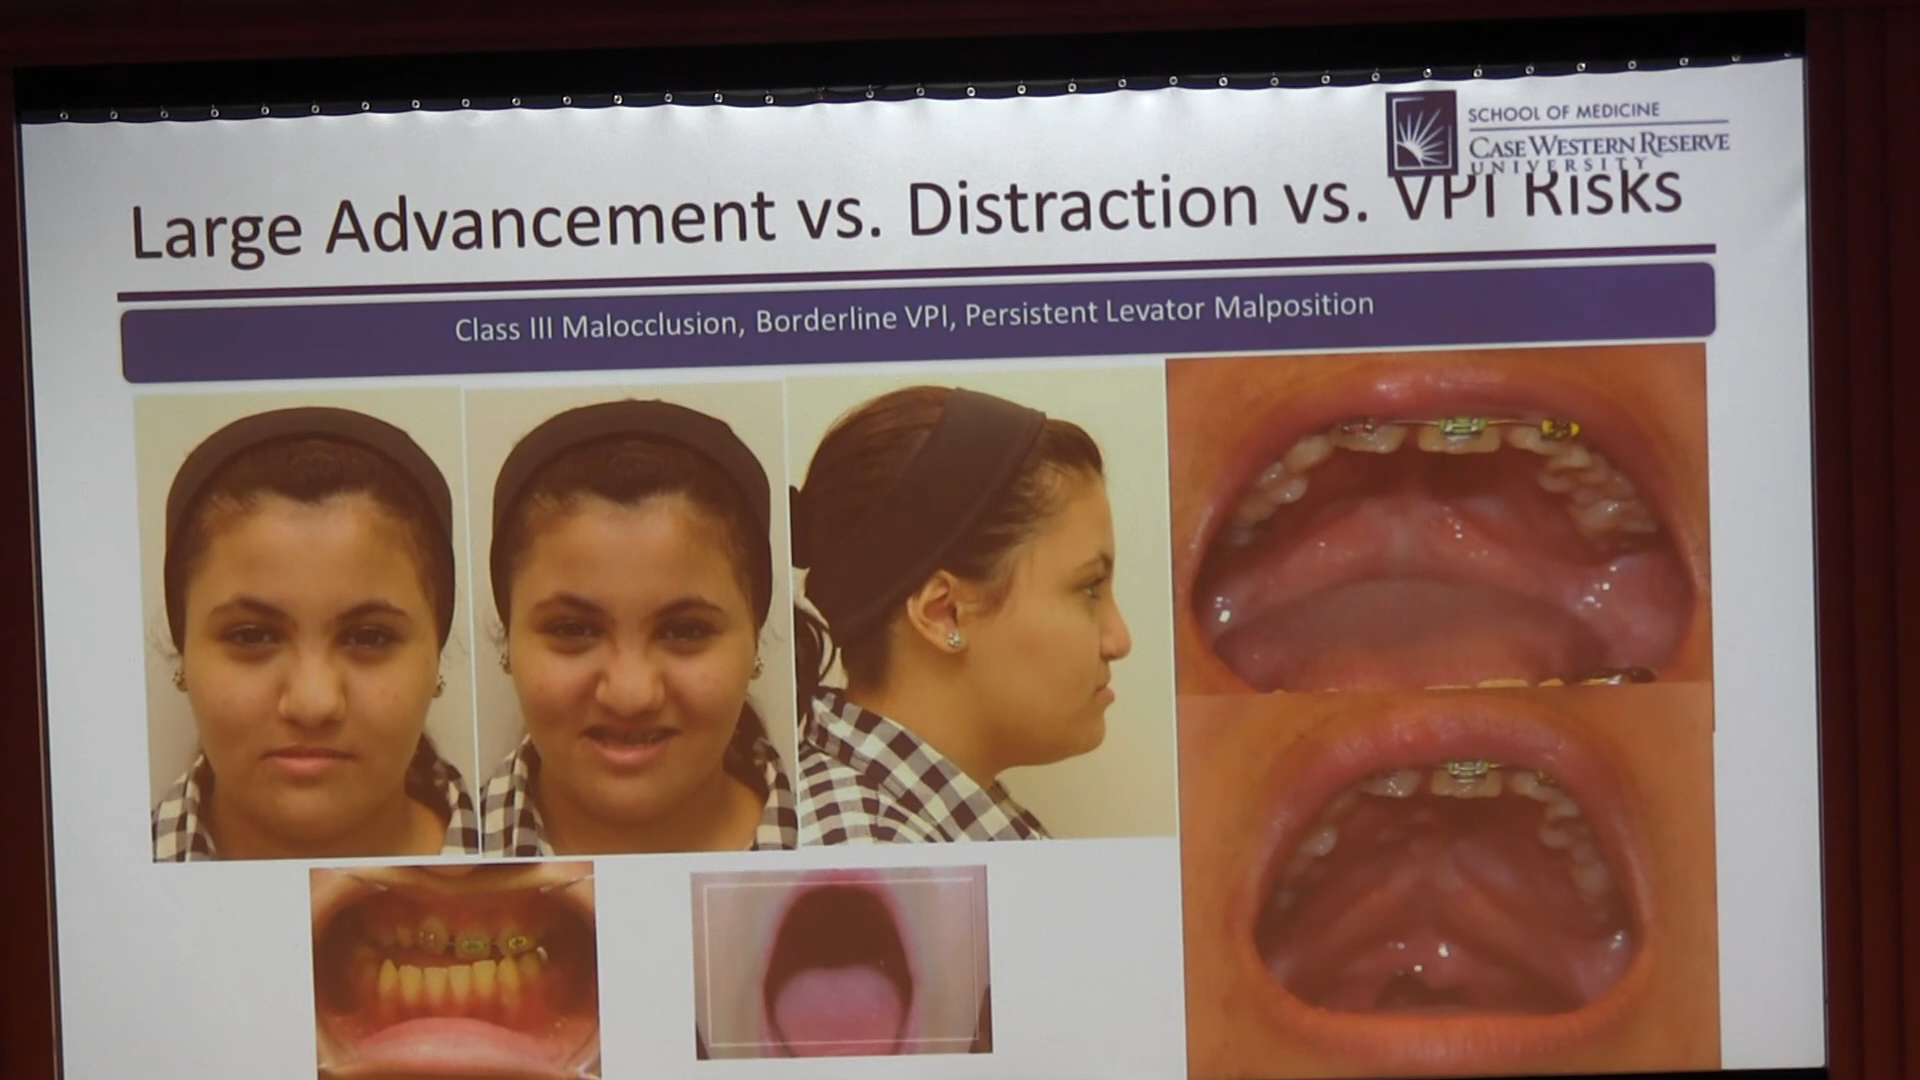 SCHOOL OF MEDICINE
CASE WESTERN RESERVE
UNIVERSITY
Large Advancement vs. Distraction vs. VPI Risks
Class III Malocclusion, Borderline VPI, Persistent Levator Malposition